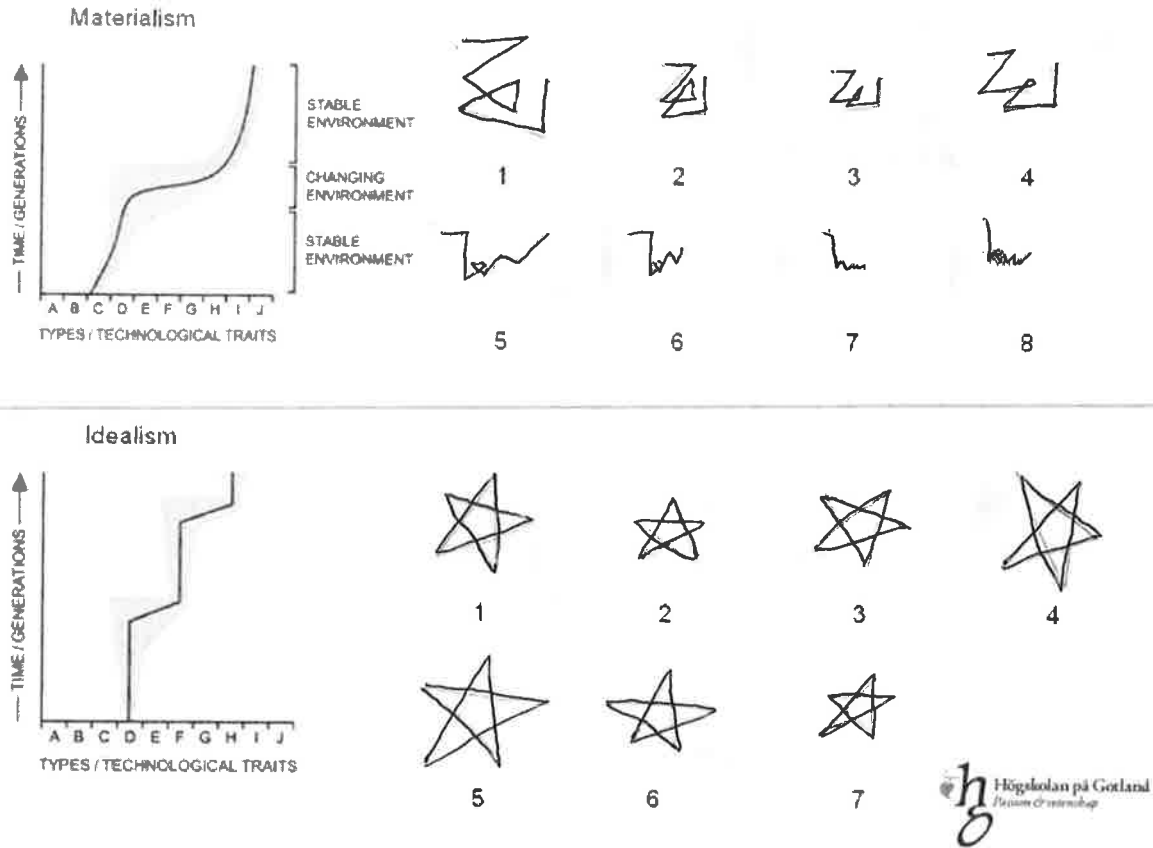 Materialism
TIME / GENERATIONS
STABLE
ENVIRONMENT
CHANGING
ENVIRONMENT
STABLE
ENVIRONMENT
A B C D E F G H I J
TYPES / TECHNOLOGICAL TRAITS
1 2 3 4
5 6 7 8
Idealism
TIME / GENERATIONS
A B C D E F G H I J
TYPES / TECHNOLOGICAL TRAITS
1 2 3 4
5 6 7
hg
Högskolan på Gotland